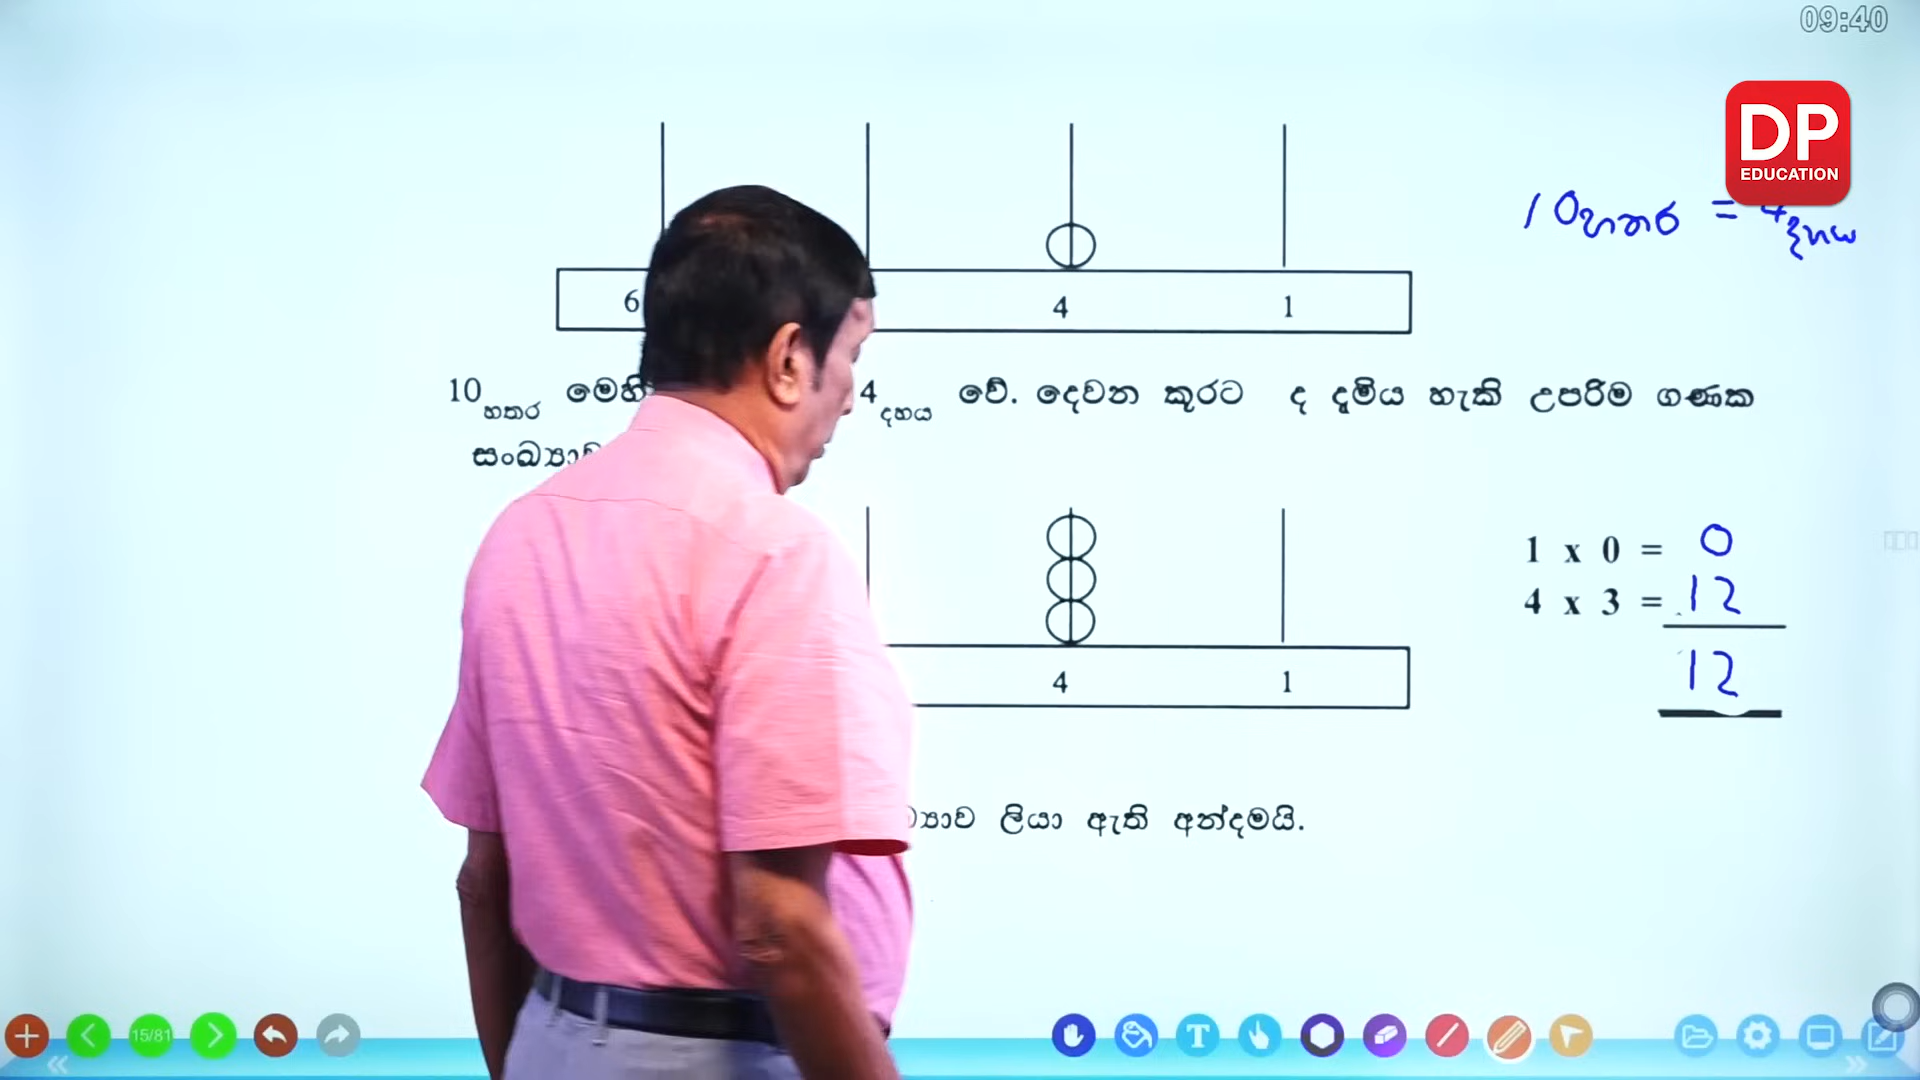 09:40
DP
EDUCATION
10හතර = 4දහය
6 4 1
10හතර 4දහය වේ. දෙවන කූරට ද දැමිය හැකි උපරිම ගණක
1 x 0 = 0
4 x 3 = 12
12
4 1
ලියා ඇති අන්දමයි.
15/81